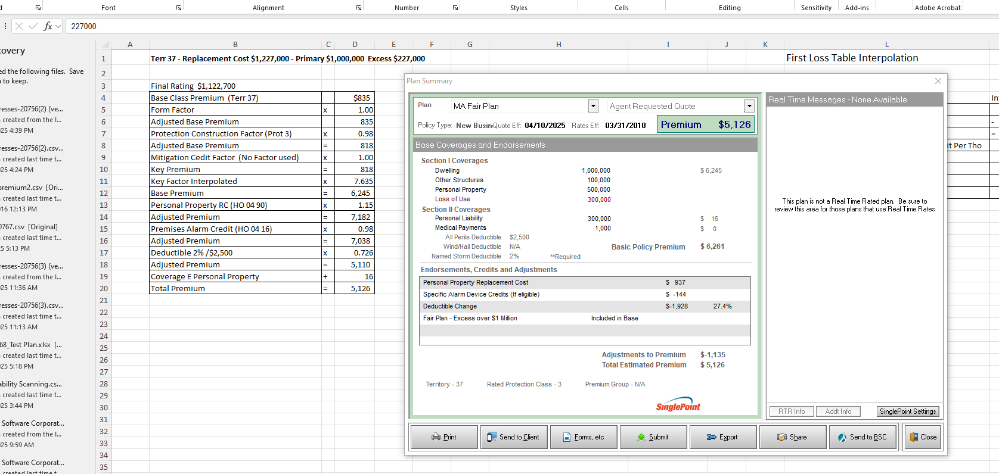 Font Alignment Number Styles Cells Editing Sensitivity Add-ins Adobe Acrobat
fx 227000
A B C D E F G H I J K L
covery
ed the following files. Save
to keep.
resses-20756(2) (ve...
created from the l...
25 4:39 PM
resses-20756(2).csv...
created last time t...
25 4:24 PM
premium2.csv [Ori...
created last time t...
16 12:13 PM
0767.csv [Original]
created last time t...
25 5:13 PM
resses-20756(3) (ve...
created from the l...
25 11:36 AM
resses-20756(3).csv...
created last time t...
25 11:13 AM
68_Test Plan.xlsx [...
created last time t...
25 5:18 PM
ability Scanning.cs...
created last time t...
25 3:44 PM
Software Corporat...
created from the l...
25 9:59 AM
Software Corporat...
created last time t...
1 Terr 37 - Replacement Cost $1,227,000 - Primary $1,000,000 Excess $227,000 First Loss Table Interpolation
2
3 Final Rating $1,122,700
4 Base Class Premium (Terr 37) $835
5 Form Factor x 1.00
6 Adjusted Base Premium 835
7 Protection Construction Factor (Prot 3) x 0.98
8 Adjusted Base Premium = 818
9 Mitigation Cedit Factor (No Factor used) x 1.00
10 Key Premium = 818
11 Key Factor Interpolated x 7.635
12 Base Premium = 6,245
13 Personal Property RC (HO 04 90) x 1.15
14 Adjusted Premium = 7,182
15 Premises Alarm Credit (HO 04 16) x 0.98
16 Adjusted Premium = 7,038
17 Deductible 2% /$2,500 x 0.726
18 Adjusted Premium = 5,110
19 Coverage E Personal Property + 16
20 Total Premium = 5,126
21
22
23
24
25
26
27
28
29
30
31
32
33
34
35
In
-
=
it Per Tho
Plan Summary
Plan MA Fair Plan Agent Requested Quote
Policy Type: New Busin Quote Eff: 04/10/2025 Rates Eff: 03/31/2010 Premium $5,126
Base Coverages and Endorsements
Section I Coverages
Dwelling 1,000,000 $ 6,245
Other Structures 100,000
Personal Property 500,000
Loss of Use 300,000
Section II Coverages
Personal Liability 300,000 $ 16
Medical Payments 1,000 $ 0
All Perils Deductible $2,500
Wind/Hail Deductible N/A Basic Policy Premium $ 6,261
Named Storm Deductible 2% **Required
Endorsements, Credits and Adjustments
Personal Property Replacement Cost $ 937
Specific Alarm Device Credits (If eligible) $ -144
Deductible Change $-1,928 27.4%
Fair Plan - Excess over $1 Million Included in Base
Adjustments to Premium $-1,135
Total Estimated Premium $ 5,126
Territory - 37 Rated Protection Class - 3 Premium Group - N/A
SinglePoint
Real Time Messages - None Available
This plan is not a Real Time Rated plan. Be sure to
review this area for those plans that use Real Time Rates
RTR Info Addt Info SinglePoint Settings
Print Send to Client Forms, etc Submit Export Share Send to BSC Close